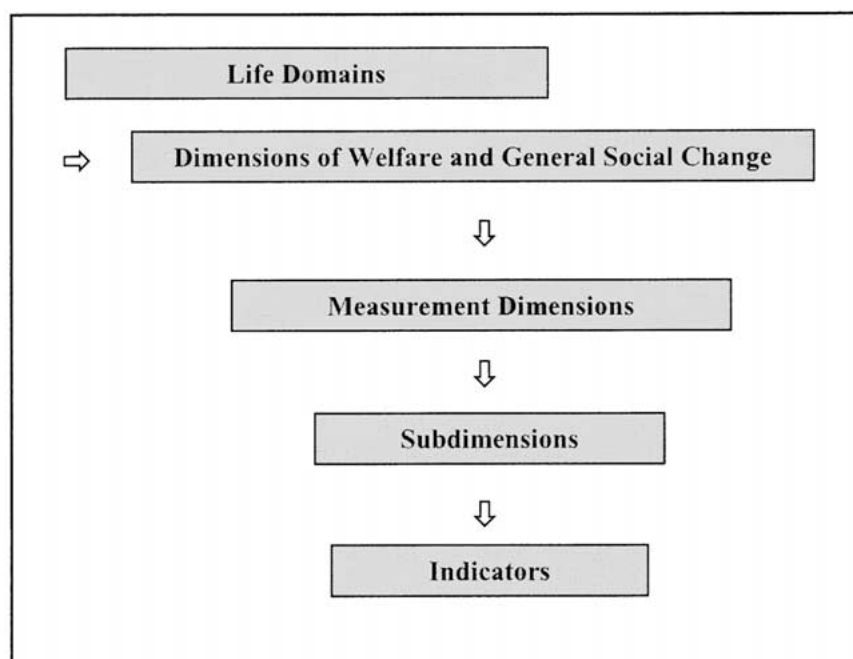 Life Domains
Dimensions of Welfare and General Social Change
Measurement Dimensions
Subdimensions
Indicators